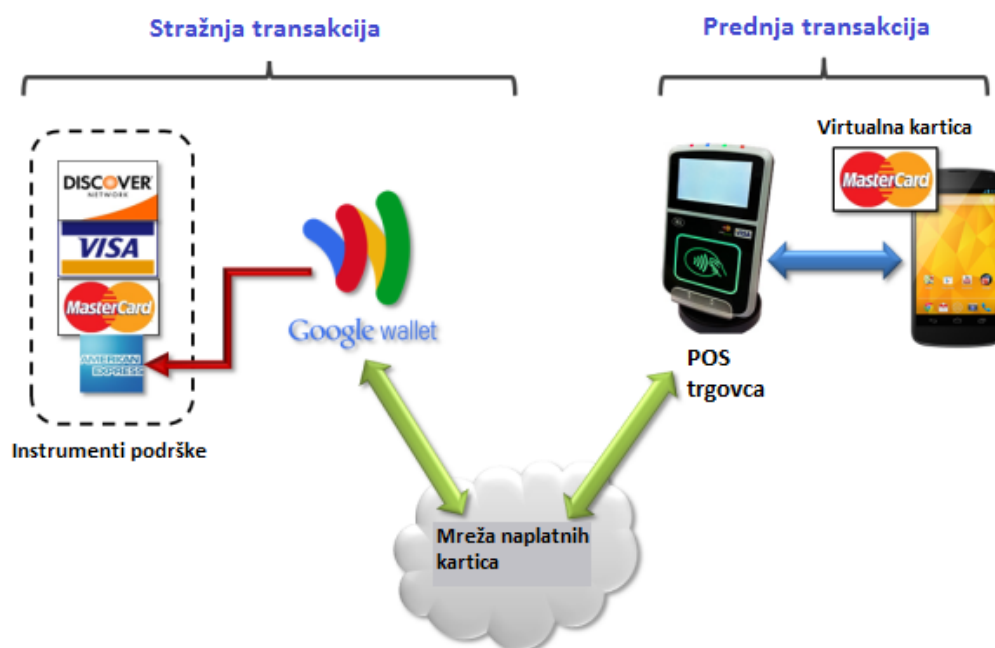 Stražnja transakcija
Prednja transakcija
Virtualna kartica
DISCOVER
NETWORK
VISA
MasterCard
AMERICAN
EXPRESS
Google wallet
VISA
MasterCard
POS
trgovca
Instrumenti podrške
Mreža naplatnih
kartica